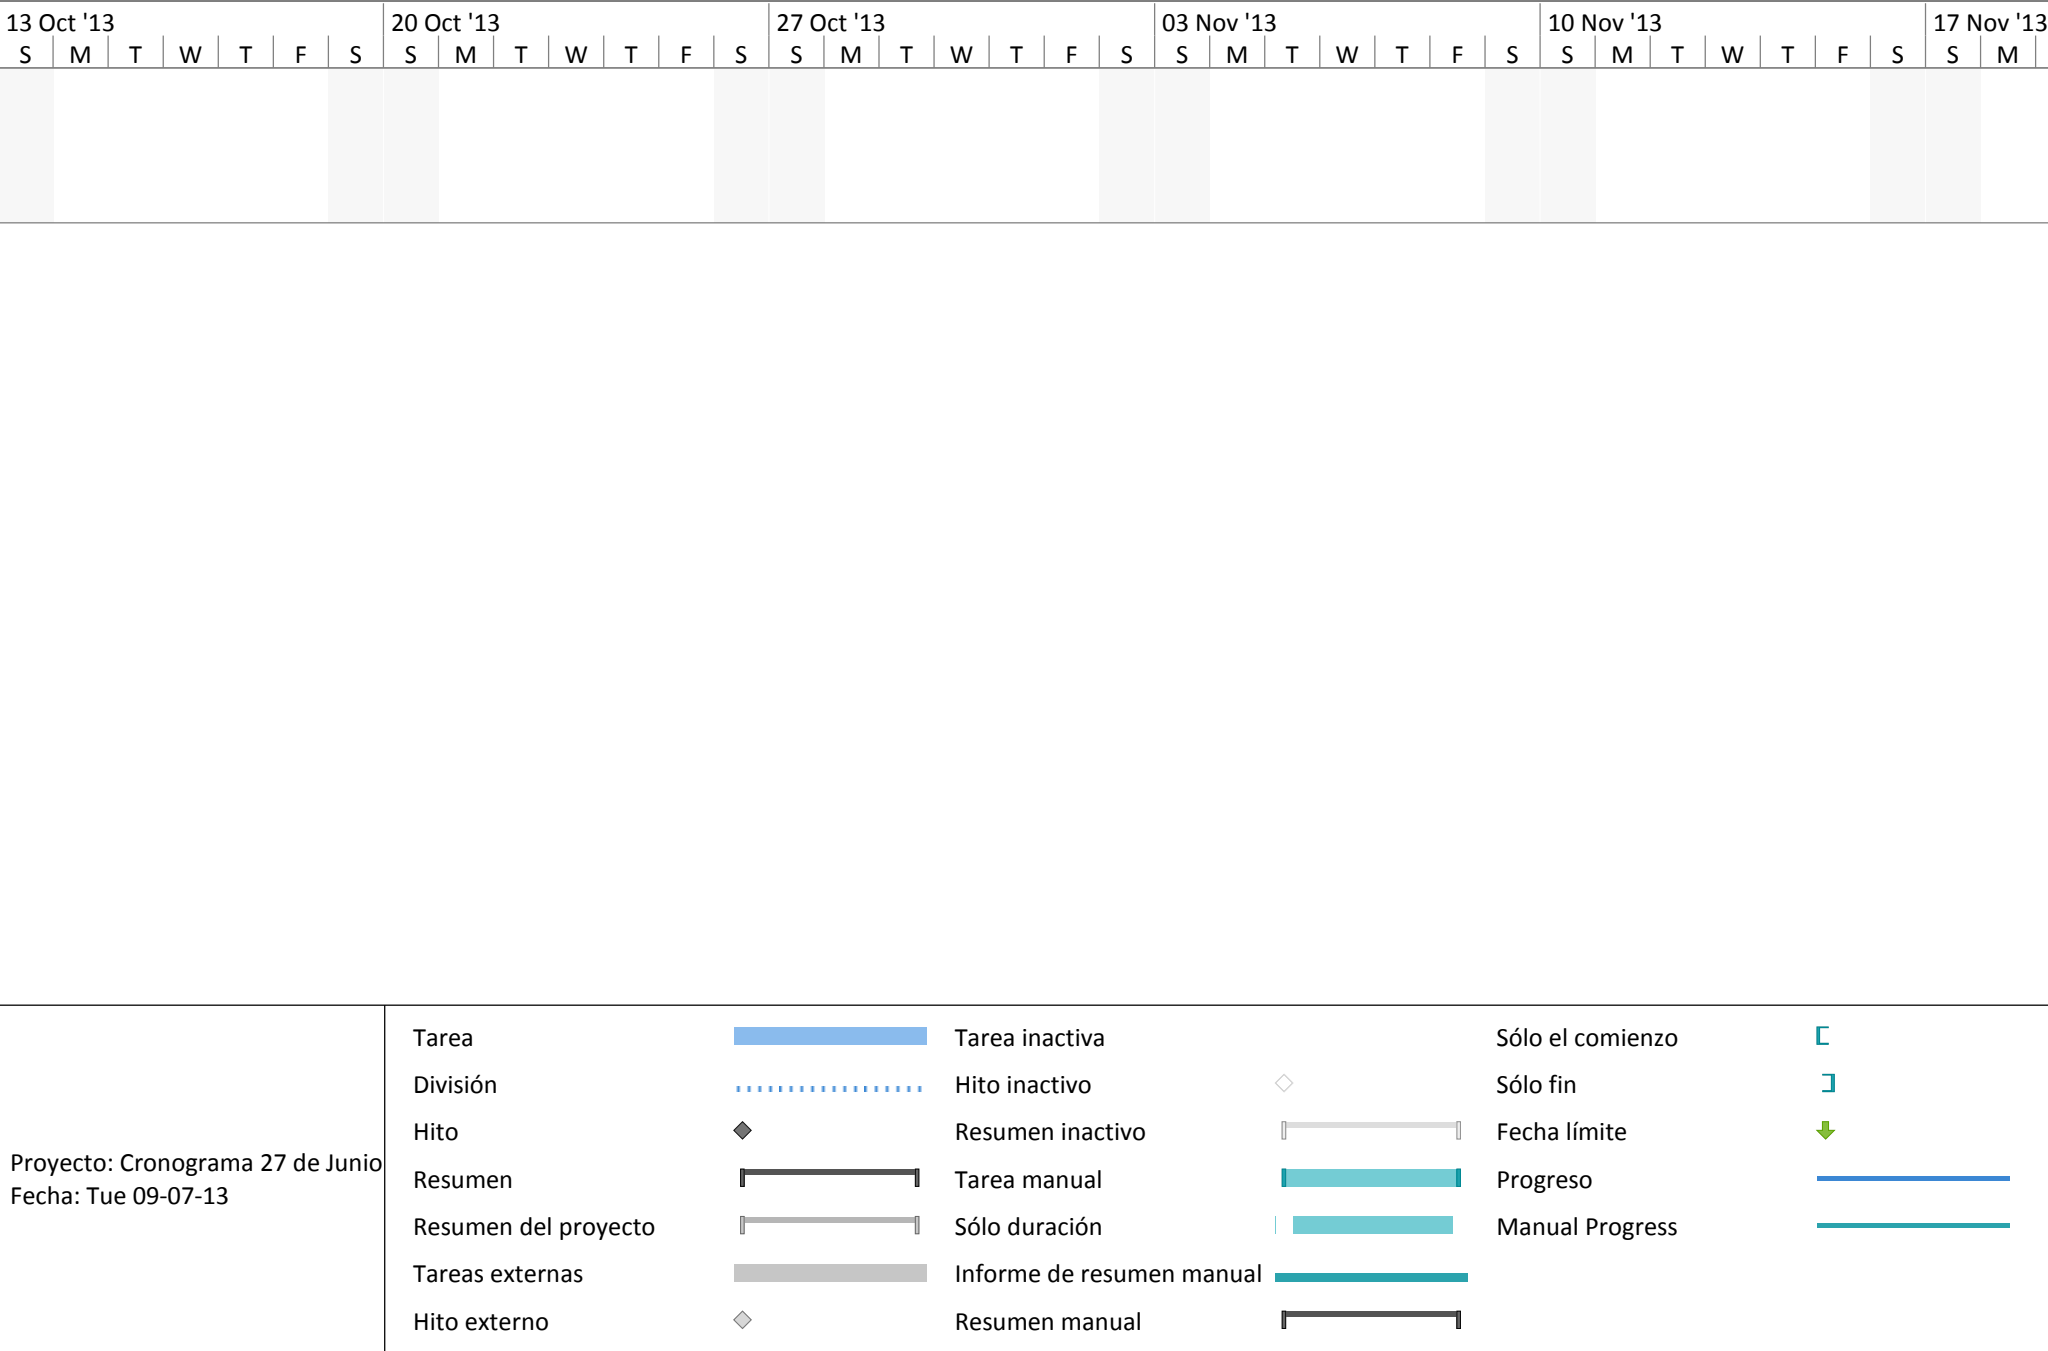 13 Oct '13 20 Oct '13 27 Oct '13 03 Nov '13 10 Nov '13 17 Nov '13
S M T W T F S S M T W T F S S M T W T F S S M T W T F S S M T W T F S S M
Tarea Tarea inactiva Sólo el comienzo
División Hito inactivo Sólo fin
Hito Resumen inactivo Fecha límite
Proyecto: Cronograma 27 de Junio
Fecha: Tue 09-07-13
Resumen Tarea manual Progreso
Resumen del proyecto Sólo duración Manual Progress
Tareas externas Informe de resumen manual
Hito externo Resumen manual